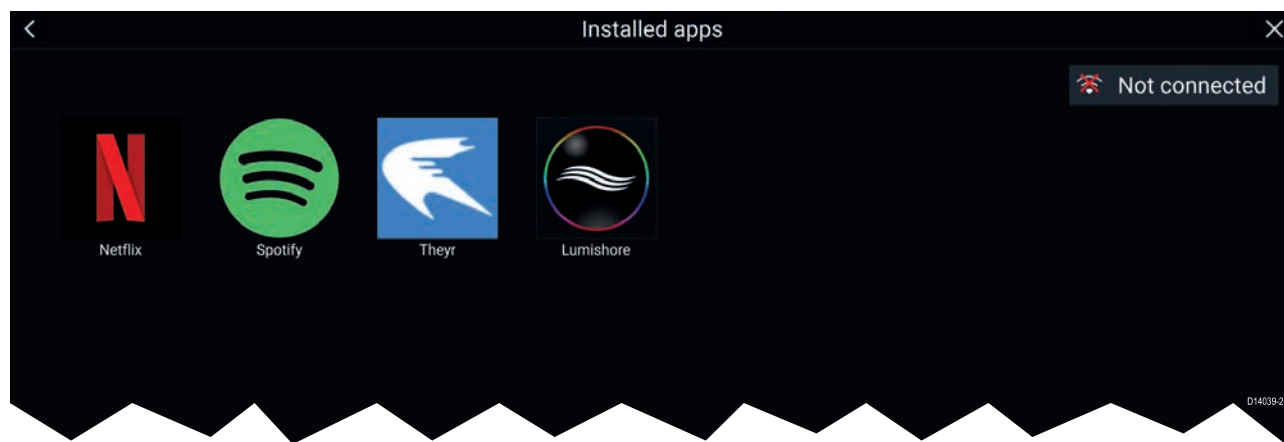 Installed apps
Not connected
N
Netflix
Spotify
Theyr
Lumishore
D14039-2